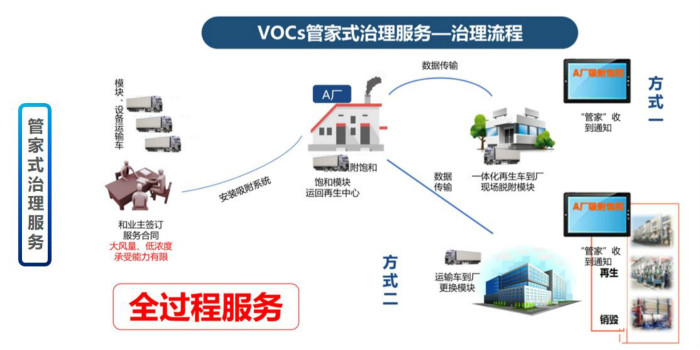 VOCs管家式治理服务—治理流程
管家式治理服务
模块、设备运输车
和业主签订
服务合同
大风量、低浓度
承受能力有限
安装吸附系统
A厂
吸附饱和
饱和模块
运回再生中心
数据传输
一体化再生车到厂
现场脱附模块
A厂吸附饱和
“管家”收
到通知
方式一
数据
传输
方式二
运输车到厂
更换模块
A厂吸附饱和
“管家”收
到通知
再生
销毁
全过程服务